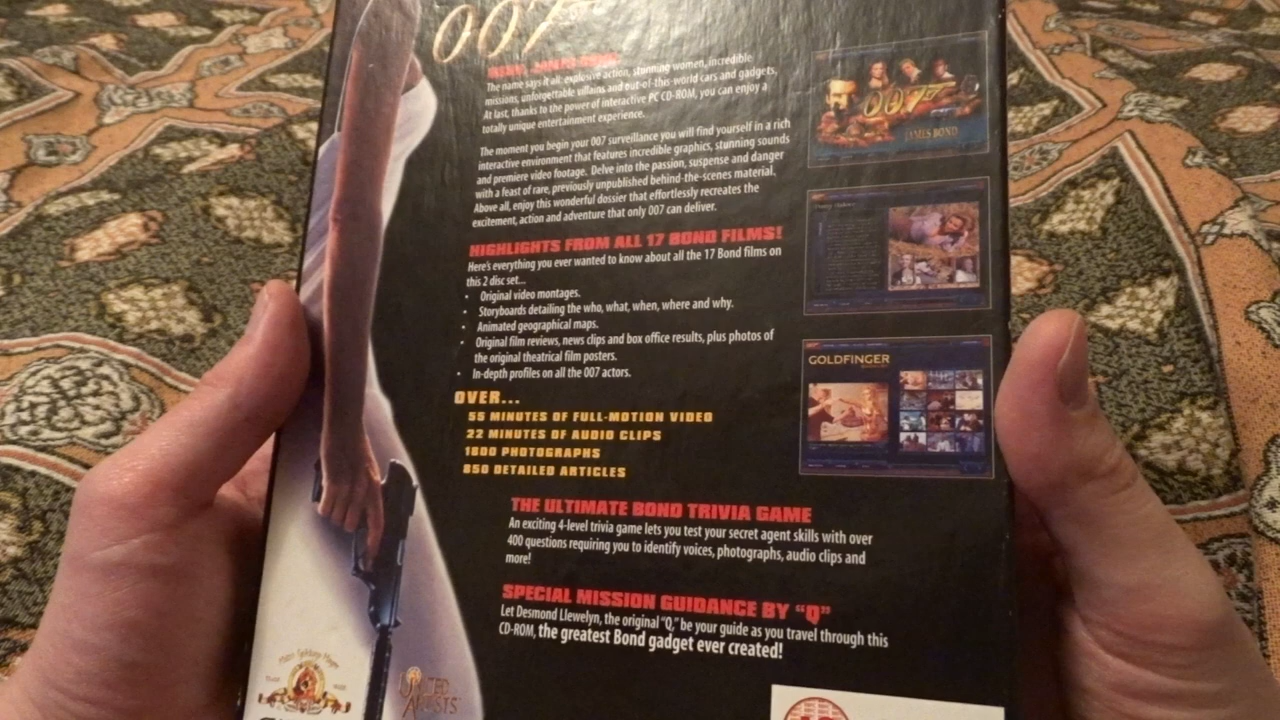 007
BOND, JAMES BOND
The name says it all: explosive action, stunning women, incredible
missions, unforgettable villains and out-of-this world cars and gadgets,
At last, thanks to the power of interactive PC CD-ROM, you can enjoy a
totally unique entertainment experience.
The moment you begin your 007 surveillance you will find yourself in a rich
interactive environment that features incredible graphics, stunning sounds
and premiere video footage. Delve into the passion, suspense and danger
with a feast of rare, previously unpublished behind-the-scenes material.
Above all, enjoy this wonderful dossier that effortlessly recreates the
excitement, action and adventure that only 007 can deliver.
HIGHLIGHTS FROM ALL 17 BOND FILMS!
Here's everything you ever wanted to know about all the 17 Bond films on
this 2 disc set...
• Original video montages.
• Storyboards detailing the who, what, when, where and why.
• Animated geographical maps.
• Original film reviews, news clips and box office results, plus photos of
the original theatrical film posters.
• In-depth profiles on all the 007 actors.
OVER...
55 MINUTES OF FULL-MOTION VIDEO
22 MINUTES OF AUDIO CLIPS
1800 PHOTOGRAPHS
850 DETAILED ARTICLES
THE ULTIMATE BOND TRIVIA GAME
An exciting 4-level trivia game lets you test your secret agent skills with over
400 questions requiring you to identify voices, photographs, audio clips and
more!
SPECIAL MISSION GUIDANCE BY "Q"
Let Desmond Llewelyn, the original "Q," be your guide as you travel through this
CD-ROM, the greatest Bond gadget ever created!
007
JAMES BOND
GOLDFINGER
Metro Goldwyn Mayer
UNITED
ARTISTS